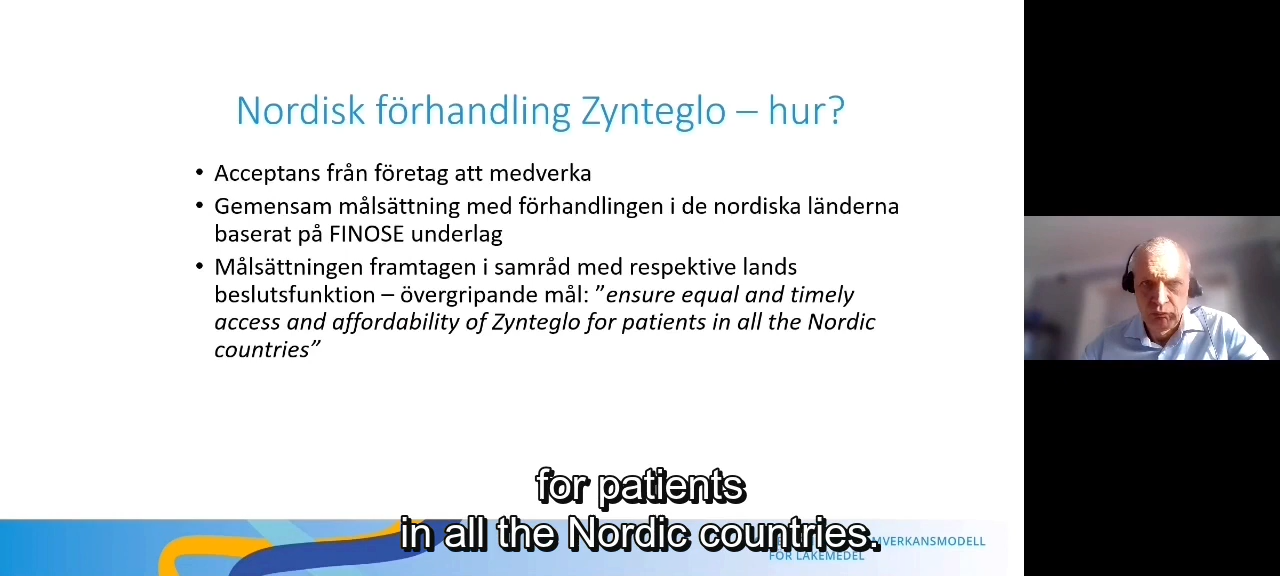 Nordisk förhandling Zynteglo – hur?
• Acceptans från företag att medverka
• Gemensam målsättning med förhandlingen i de nordiska länderna
baserat på FINOSE underlag
• Målsättningen framtagen i samråd med respektive lands
beslutsfunktion – övergripande mål: ”ensure equal and timely
access and affordability of Zynteglo for patients in all the Nordic
countries”
for patients
in all the Nordic countries.
VERKANSMODELL
FÖR LÄKEMEDEL